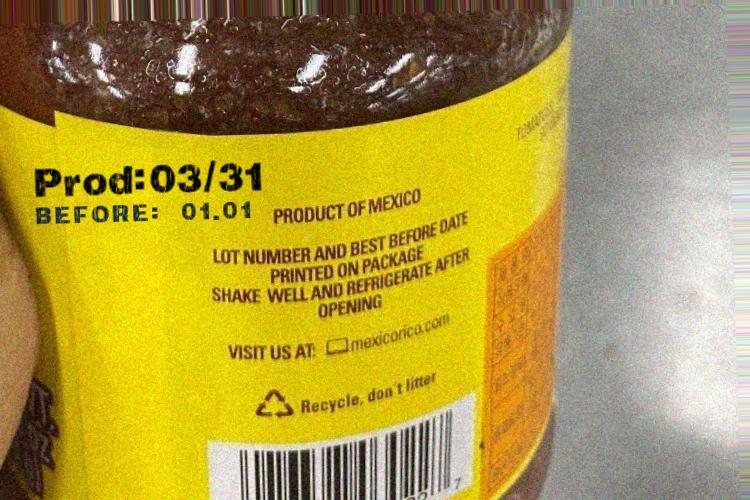 Prod:03/31
BEFORE: 01.01
PRODUCT OF MEXICO
LOT NUMBER AND BEST BEFORE DATE
PRINTED ON PACKAGE
SHAKE WELL AND REFRIGERATE AFTER
OPENING
VISIT US AT: mexicorico.com
Recycle, don't litter
7